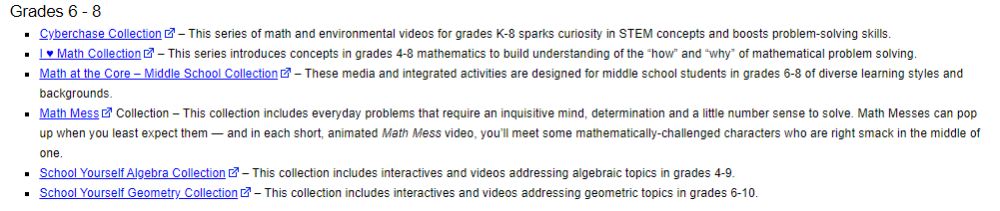 Grades 6 - 8
Cyberchase Collection – This series of math and environmental videos for grades K-8 sparks curiosity in STEM concepts and boosts problem-solving skills.
I ♥ Math Collection – This series introduces concepts in grades 4-8 mathematics to build understanding of the “how” and “why” of mathematical problem solving.
Math at the Core – Middle School Collection – These media and integrated activities are designed for middle school students in grades 6-8 of diverse learning styles and
backgrounds.
Math Mess Collection – This collection includes everyday problems that require an inquisitive mind, determination and a little number sense to solve. Math Messes can pop
up when you least expect them — and in each short, animated Math Mess video, you’ll meet some mathematically-challenged characters who are right smack in the middle of
one.
School Yourself Algebra Collection – This collection includes interactives and videos addressing algebraic topics in grades 4-9.
School Yourself Geometry Collection – This collection includes interactives and videos addressing geometric topics in grades 6-10.